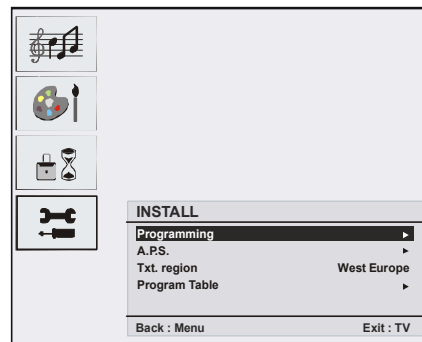 INSTALL
Programming
A.P.S.
Txt. region West Europe
Program Table
Back : Menu Exit : TV